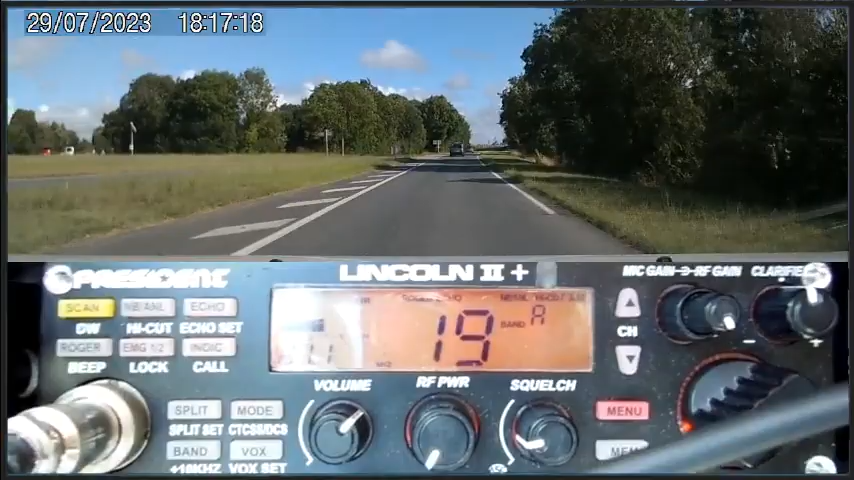 29/07/2023 18:17:18
PRESIDENT LINCOLN II + MIC GAIN RF GAIN CLARIFIE
SCAN NB/ANL ECHO
DW HI-CUT ECHO SET
ROGER EMG 1/2 INDIC
BEEP LOCK CALL
19 BAND A
CH
VOLUME RF PWR SQUELCH
SPLIT MODE MENU
SPLIT SET CTCSS/DCS
BAND VOX
+10KHZ VOX SET
- +